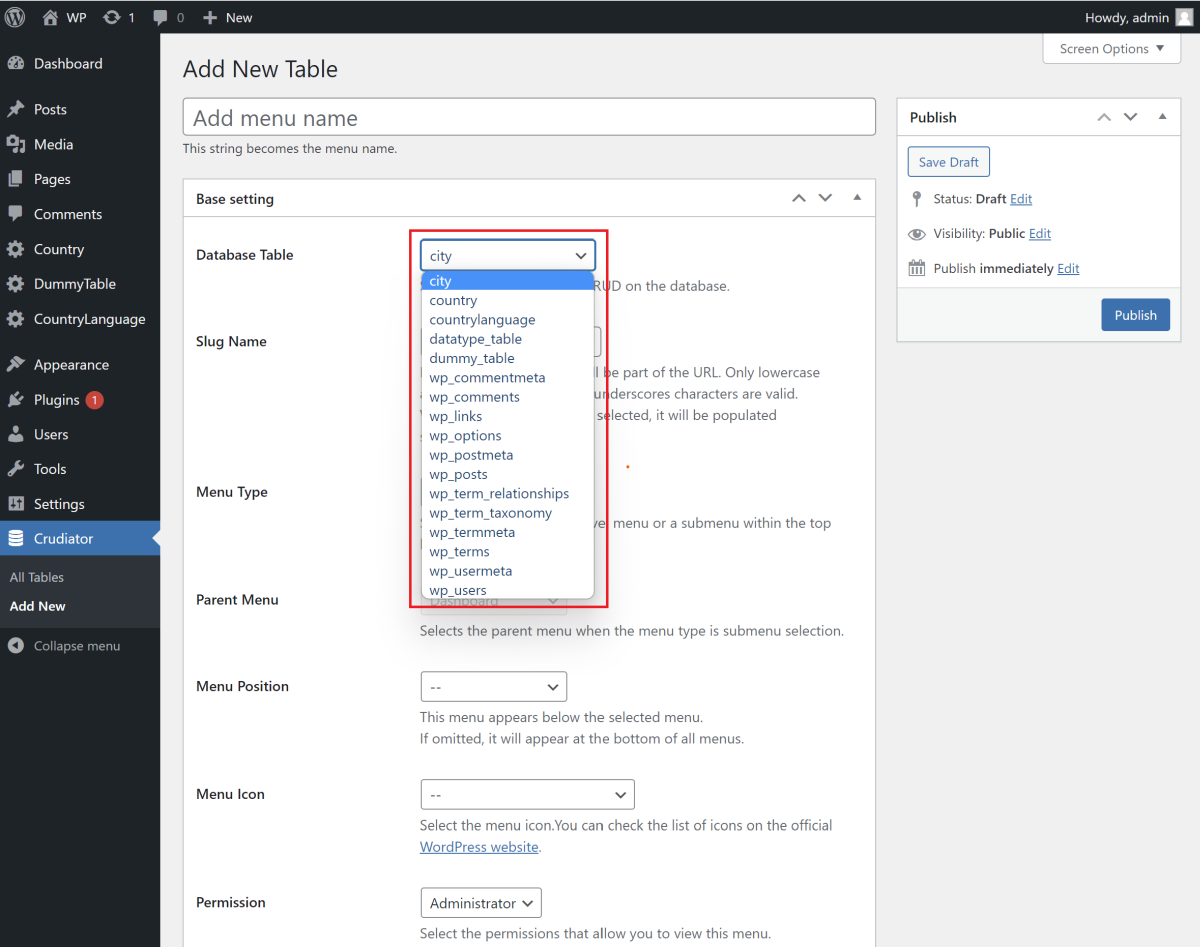 WP 1 0 New
Howdy, admin
Dashboard
Posts
Media
Pages
Comments
Country
DummyTable
CountryLanguage
Appearance
Plugins 1
Users
Tools
Settings
Crudiator
All Tables
Add New
Collapse menu
Screen Options
Add New Table
Add menu name
This string becomes the menu name.
Base setting
Database Table
city
city
country
countrylanguage
datatype_table
dummy_table
wp_commentmeta
wp_comments
wp_links
wp_options
wp_postmeta
wp_posts
wp_term_relationships
wp_term_taxonomy
wp_termmeta
wp_terms
wp_usermeta
wp_users
on the database.
Slug Name
be part of the URL. Only lowercase
underscores characters are valid.
selected, it will be populated
Menu Type
menu or a submenu within the top
Parent Menu
Dashboard
Selects the parent menu when the menu type is submenu selection.
Menu Position
--
This menu appears below the selected menu.
If omitted, it will appear at the bottom of all menus.
Menu Icon
--
Select the menu icon.You can check the list of icons on the official
WordPress website.
Permission
Administrator
Select the permissions that allow you to view this menu.
Publish
Save Draft
Status: Draft Edit
Visibility: Public Edit
Publish immediately Edit
Publish